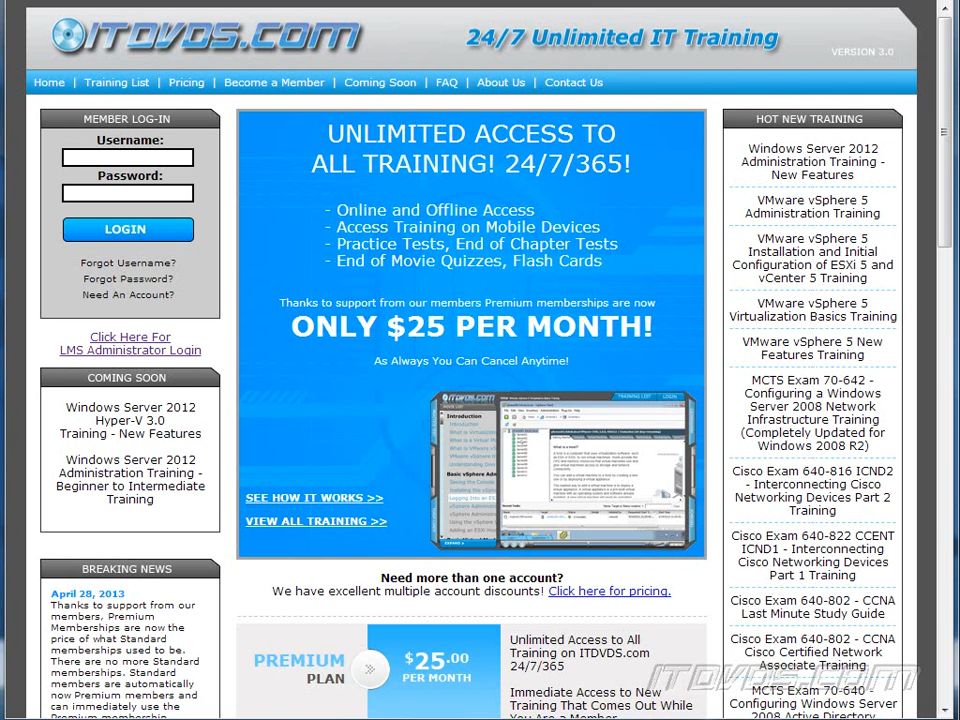 ITDVDS.COM
24/7 Unlimited IT Training
VERSION 3.0
Home | Training List | Pricing | Become a Member | Coming Soon | FAQ | About Us | Contact Us
MEMBER LOG-IN
Username:
Password:
LOGIN
Forgot Username?
Forgot Password?
Need An Account?
Click Here For
LMS Administrator Login
COMING SOON
Windows Server 2012
Hyper-V 3.0
Training - New Features
Windows Server 2012
Administration Training -
Beginner to Intermediate
Training
BREAKING NEWS
April 28, 2013
Thanks to support from our
members, Premium
Memberships are now the
price of what Standard
memberships used to be.
There are no more Standard
memberships. Standard
members are automatically
now Premium members and
can immediately use the
Premium membership
UNLIMITED ACCESS TO
ALL TRAINING! 24/7/365!
- Online and Offline Access
- Access Training on Mobile Devices
- Practice Tests, End of Chapter Tests
- End of Movie Quizzes, Flash Cards
Thanks to support from our members Premium memberships are now
ONLY $25 PER MONTH!
As Always You Can Cancel Anytime!
SEE HOW IT WORKS >>
VIEW ALL TRAINING >>
ITDVDS.COM
TRAINING LIST
LOGIN
Introduction
Need more than one account?
We have excellent multiple account discounts! Click here for pricing.
PREMIUM
PLAN
$25.00
PER MONTH
Unlimited Access to All
Training on ITDVDS.com
24/7/365
Immediate Access to New
Training That Comes Out While
You Are a Member
HOT NEW TRAINING
Windows Server 2012
Administration Training -
New Features
VMware vSphere 5
Administration Training
VMware vSphere 5
Installation and Initial
Configuration of ESXi 5 and
vCenter 5 Training
VMware vSphere 5
Virtualization Basics Training
VMware vSphere 5 New
Features Training
MCTS Exam 70-642 -
Configuring a Windows
Server 2008 Network
Infrastructure Training
(Completely Updated for
Windows 2008 R2)
Cisco Exam 640-816 ICND2
- Interconnecting Cisco
Networking Devices Part 2
Training
Cisco Exam 640-822 CCENT
ICND1 - Interconnecting
Cisco Networking Devices
Part 1 Training
Cisco Exam 640-802 - CCNA
Last Minute Study Guide
Cisco Exam 640-802 - CCNA
Cisco Certified Network
Associate Training
MCTS Exam 70-640 -
Configuring Windows Server
2008 Active Directory
ITDVDS.COM